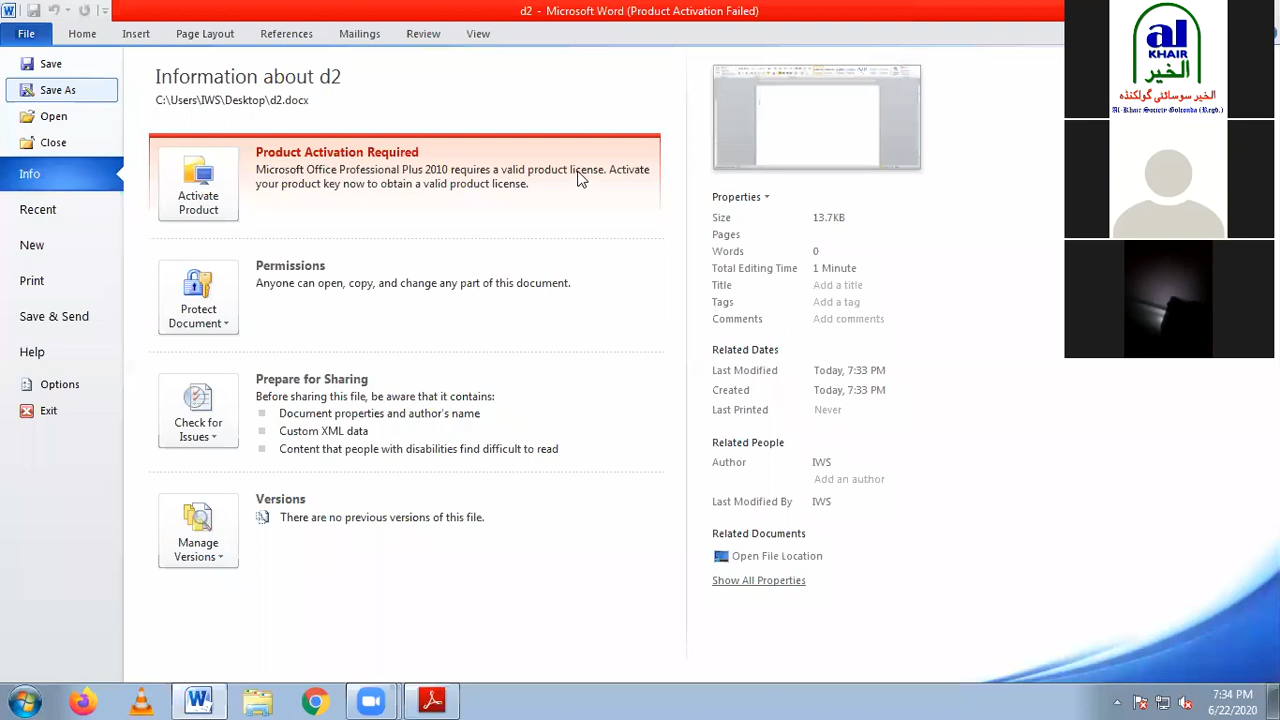 d2 - Microsoft Word (Product Activation Failed)
File Home Insert Page Layout References Mailings Review View
Save
Save As
Open
Close
Info
Recent
New
Print
Save & Send
Help
Options
Exit
Information about d2
C:\Users\IWS\Desktop\d2.docx
Activate
Product
Product Activation Required
Microsoft Office Professional Plus 2010 requires a valid product license. Activate
your product key now to obtain a valid product license.
Protect
Document
Permissions
Anyone can open, copy, and change any part of this document.
Check for
Issues
Prepare for Sharing
Before sharing this file, be aware that it contains:
Document properties and author's name
Custom XML data
Content that people with disabilities find difficult to read
Manage
Versions
Versions
There are no previous versions of this file.
Properties
Size 13.7KB
Pages
Words 0
Total Editing Time 1 Minute
Title Add a title
Tags Add a tag
Comments Add comments
Related Dates
Last Modified Today, 7:33 PM
Created Today, 7:33 PM
Last Printed Never
Related People
Author IWS
Add an author
Last Modified By IWS
Related Documents
Open File Location
Show All Properties
al
KHAIR
الخير
الخیر سوسائٹی گولکنڈہ
Al-Khair Society Golconda (Regd.)
7:34 PM
6/22/2020